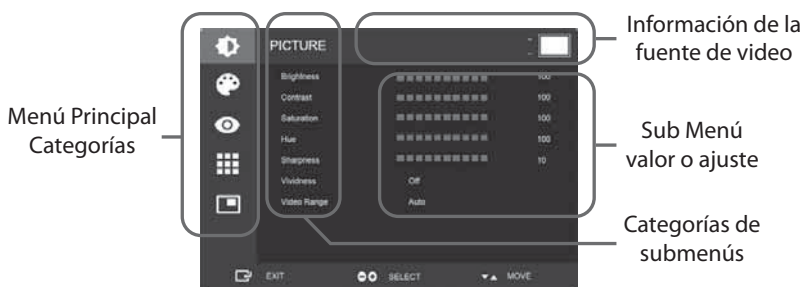 Información de la
fuente de video
PICTURE
Brightness 100
Contrast 100
Saturation 100
Hue 100
Sharpness 10
Vividness Off
Video Range Auto
Menú Principal
Categorías
Sub Menú
valor o ajuste
Categorías de
submenús
EXIT SELECT MOVE